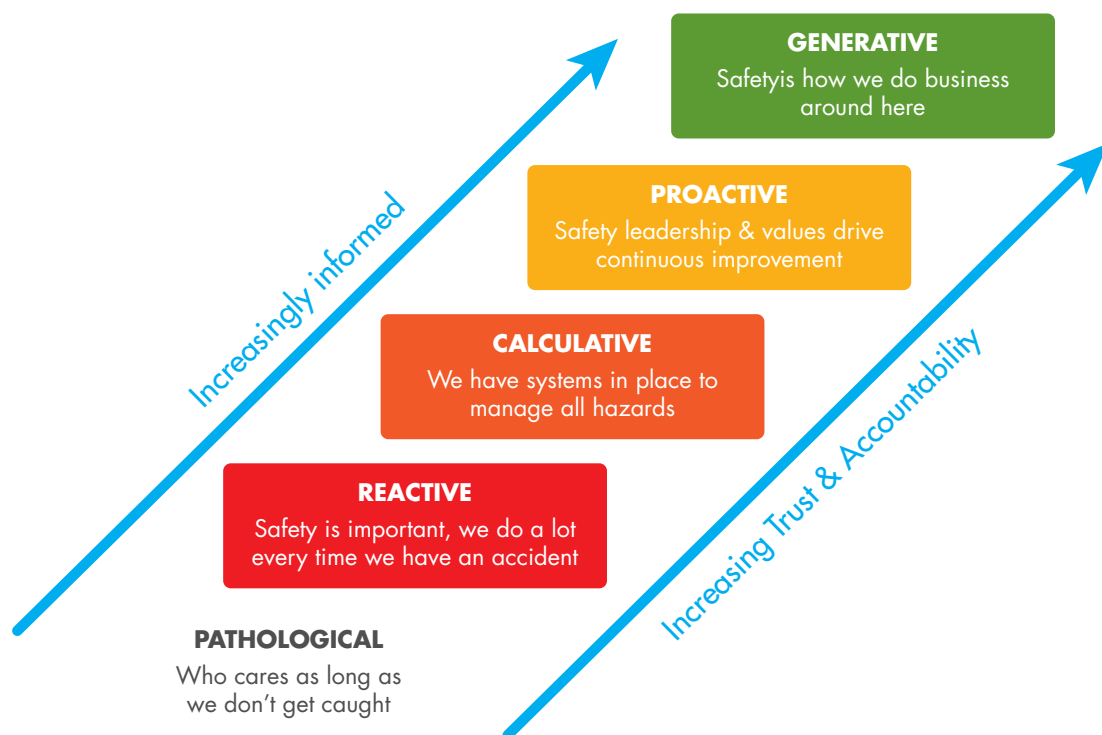 GENERATIVE
Safetyis how we do business
around here
PROACTIVE
Safety leadership & values drive
continuous improvement
Increasingly informed
CALCULATIVE
We have systems in place to
manage all hazards
Increasing Trust & Accountability
REACTIVE
Safety is important, we do a lot
every time we have an accident
PATHOLOGICAL
Who cares as long as
we don’t get caught